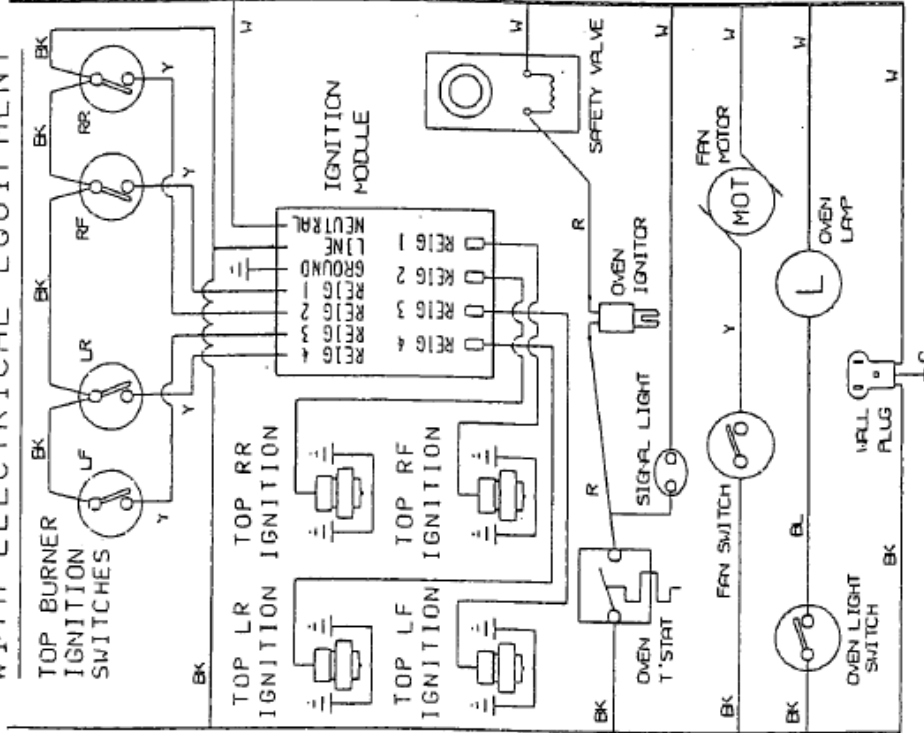 ELECTRICAL EQUIPMENT
TOP BURNER
IGNITION
SWITCHES
LF
LR
RF
RR
BK
BK
BK
BK
Y
Y
Y
Y
BK
W
IGNITION
MODULE
REIG 4
REIG 3
REIG 2
REIG 1
GROUND
LINE
NEUTRAL
REIG 4
REIG 3
REIG 2
REIG 1
TOP LR
IGNITION
TOP RR
IGNITION
TOP LF
IGNITION
TOP RF
IGNITION
SAFETY VALVE
W
R
OVEN
IGNITOR
R
OVEN
T'STAT
BK
SIGNAL LIGHT
W
FAN SWITCH
BK
Y
FAN
MOTOR
MOT
W
OVEN LIGHT
SWITCH
BK
BL
OVEN
LAMP
L
W
WALL
PLUG
BK
W